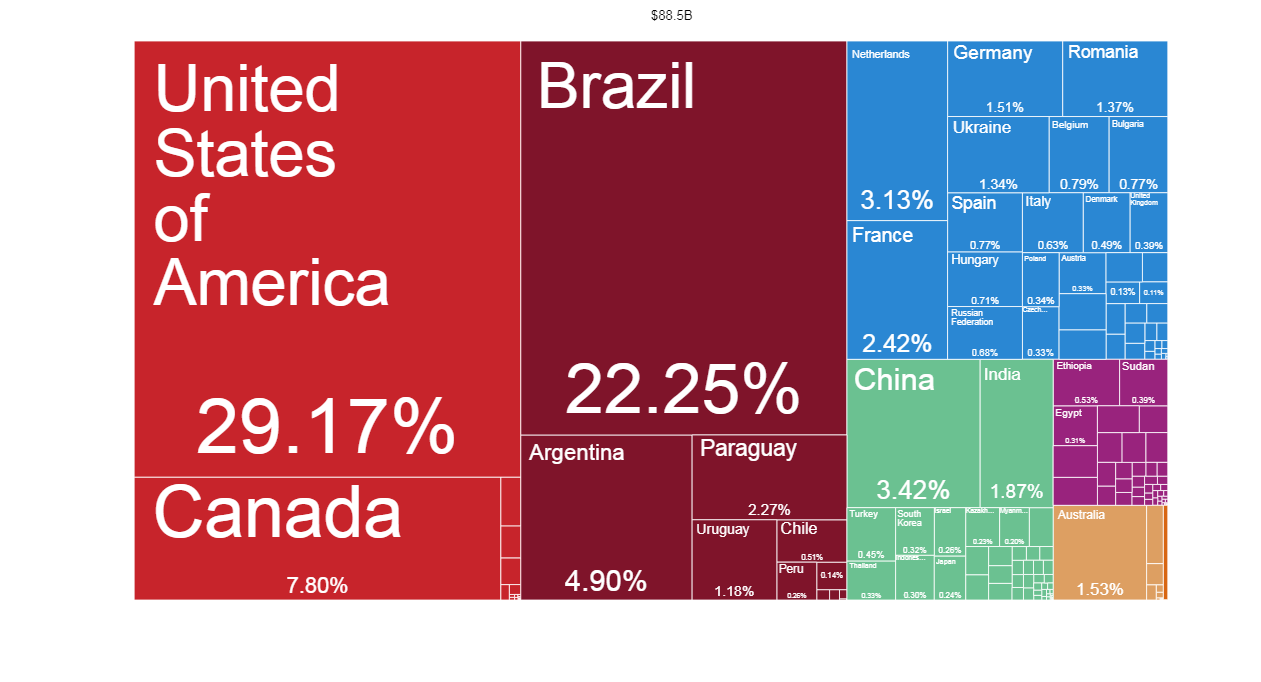 $88.5B
United
States
of
America
29.17%
Canada
7.80%
Brazil
22.25%
Argentina
4.90%
Paraguay
2.27%
Uruguay
1.18%
Chile
0.51%
Peru
0.26%
0.14%
Netherlands
3.13%
France
2.42%
Germany
1.51%
Romania
1.37%
Ukraine
1.34%
Belgium
0.79%
Bulgaria
0.77%
Spain
0.77%
Italy
0.63%
Denmark
0.49%
United
Kingdom
0.39%
Hungary
0.71%
Poland
0.34%
Austria
0.33%
0.13%
0.11%
Russian
Federation
0.68%
Czech...
0.33%
China
3.42%
India
1.87%
Turkey
0.45%
South
Korea
0.32%
Israel
0.26%
Kazakh...
0.23%
Myanm...
0.20%
Thailand
0.33%
Indones...
0.30%
Japan
0.24%
Ethiopia
0.53%
Sudan
0.39%
Egypt
0.31%
Australia
1.53%